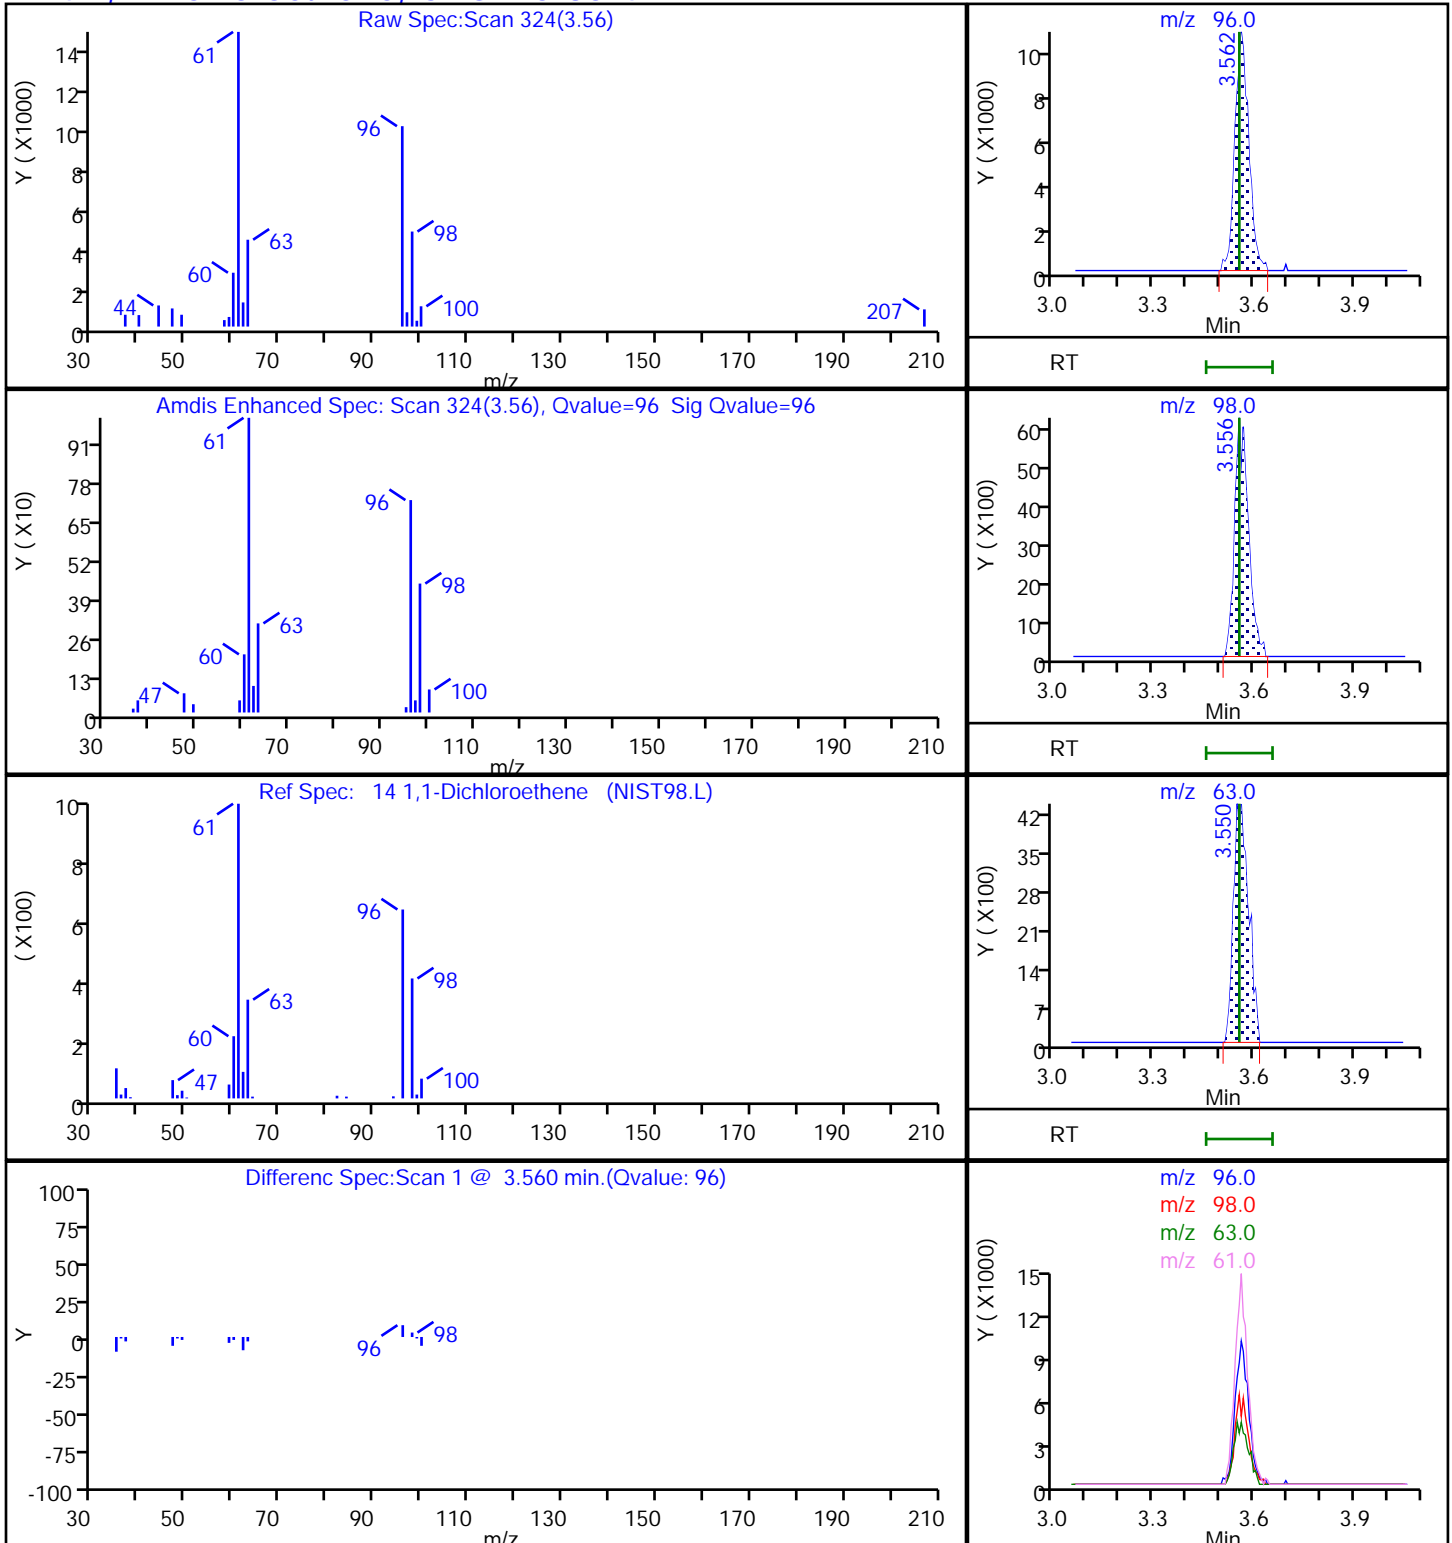 Raw Spec:Scan 324(3.56)
Y ( X1000)
14
12
10
8
6
4
2
0
61
96
98
63
60
44
100
207
30 50 70 90 110 130 150 170 190 210
m/z
m/z 96.0
Y ( X1000)
10
8
6
4
2
0
3.562
3.0 3.3 3.6 3.9
Min
RT
Amdis Enhanced Spec: Scan 324(3.56), Qvalue=96 Sig Qvalue=96
Y ( X10)
91
78
65
52
39
26
13
0
61
96
98
63
60
47
100
30 50 70 90 110 130 150 170 190 210
m/z
m/z 98.0
Y ( X100)
60
50
40
30
20
10
0
3.556
3.0 3.3 3.6 3.9
Min
RT
Ref Spec: 14 1,1-Dichloroethene (NIST98.L)
( X100)
10
8
6
4
2
0
61
96
98
63
60
47
100
30 50 70 90 110 130 150 170 190 210
m/z 63.0
Y ( X100)
42
35
28
21
14
7
0
3.550
3.0 3.3 3.6 3.9
Min
RT
Differenc Spec:Scan 1 @ 3.560 min.(Qvalue: 96)
Y
100
75
50
25
0
-25
-50
-75
-100
96
98
30 50 70 90 110 130 150 170 190 210
m/z
m/z 96.0
m/z 98.0
m/z 63.0
m/z 61.0
Y ( X1000)
15
12
9
6
3
0
3.0 3.3 3.6 3.9
Min